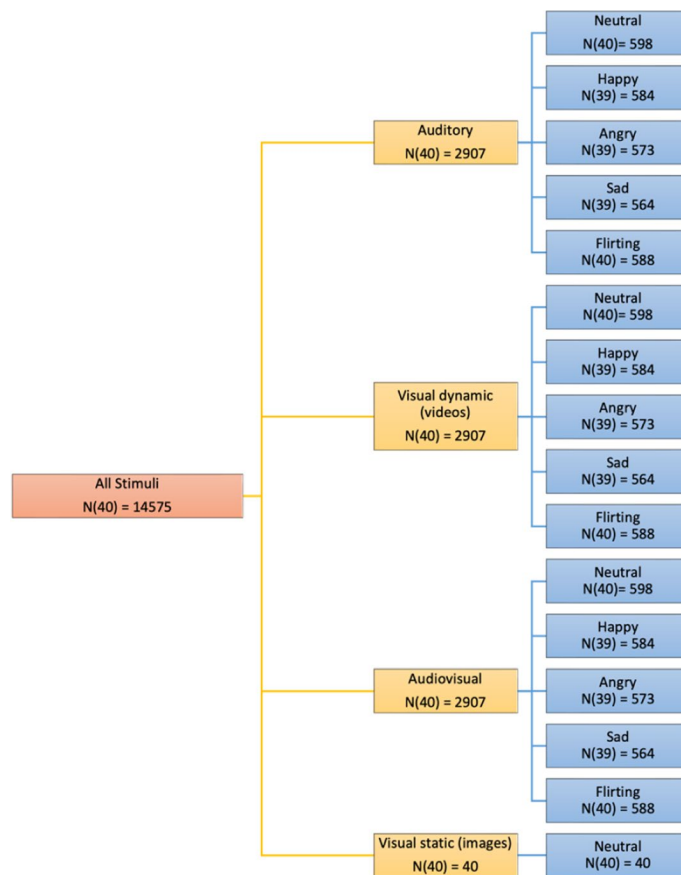 All Stimuli
N(40) = 14575
Auditory
N(40) = 2907
Neutral
N(40)= 598
Happy
N(39) = 584
Angry
N(39) = 573
Sad
N(39) = 564
Flirting
N(40) = 588
Visual dynamic
(videos)
N(40) = 2907
Neutral
N(40)= 598
Happy
N(39) = 584
Angry
N(39) = 573
Sad
N(39) = 564
Flirting
N(40) = 588
Audiovisual
N(40) = 2907
Neutral
N(40)= 598
Happy
N(39) = 584
Angry
N(39) = 573
Sad
N(39) = 564
Flirting
N(40) = 588
Visual static (images)
N(40) = 40
Neutral
N(40) = 40